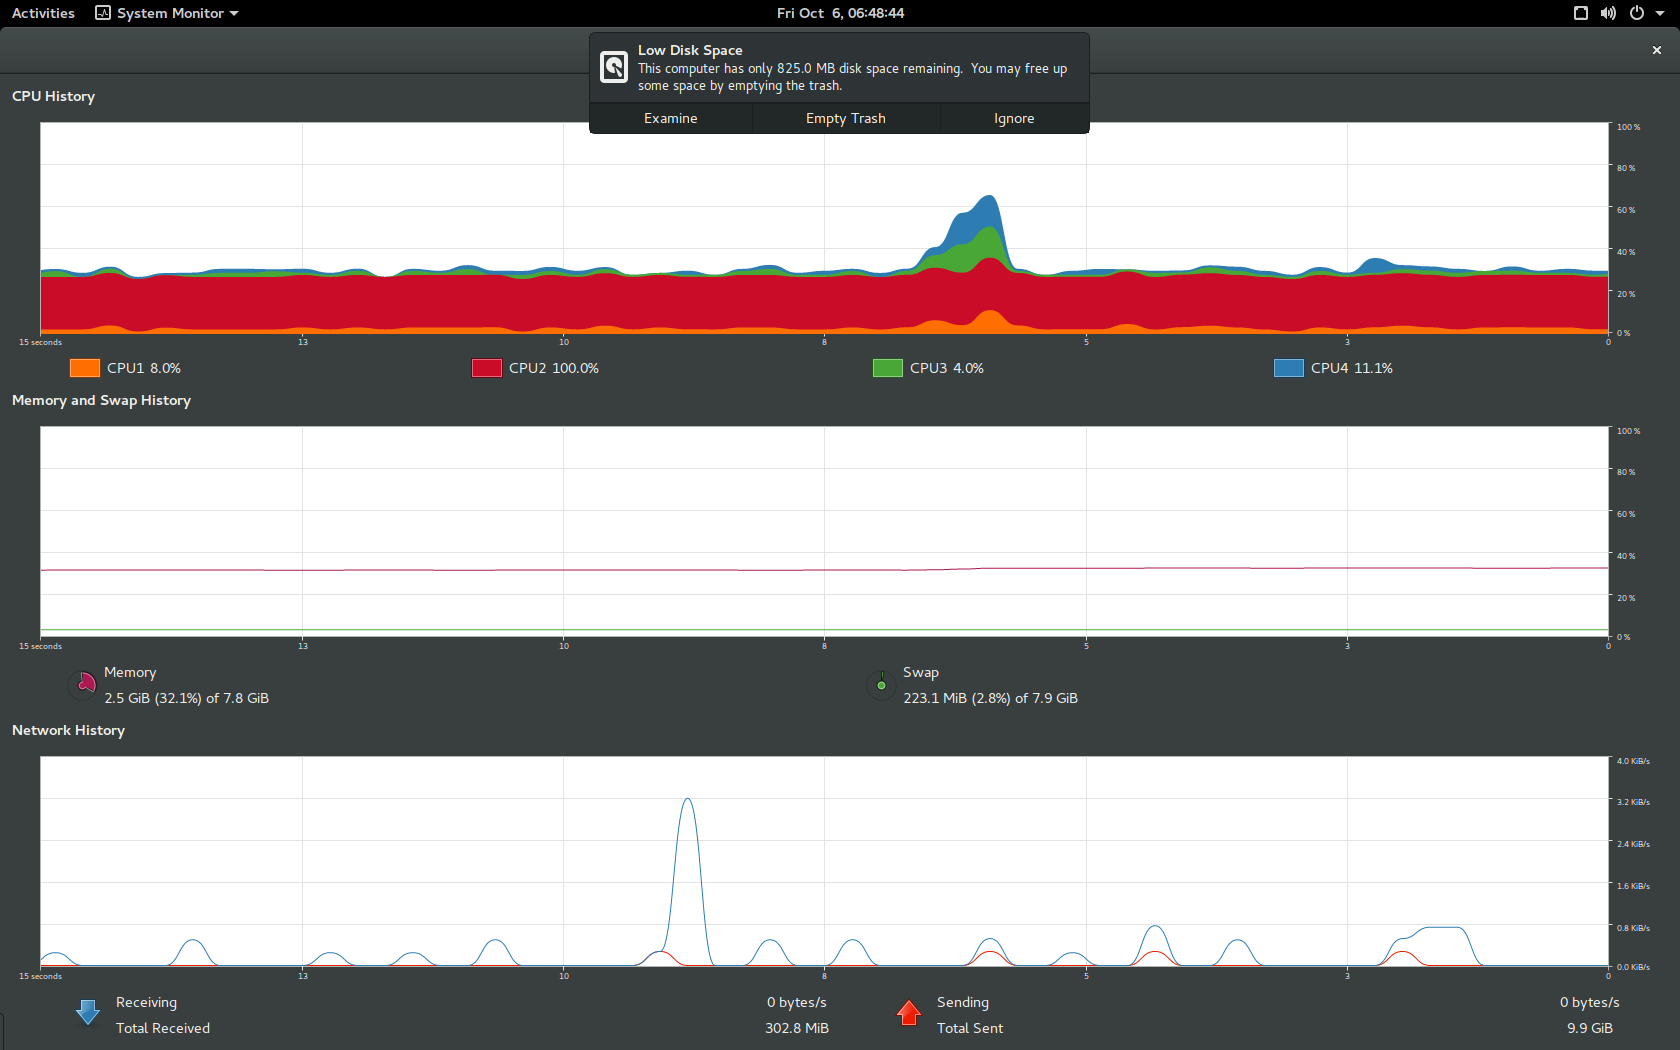 Activities
System Monitor
Fri Oct 6, 06:48:44
Low Disk Space
This computer has only 825.0 MB disk space remaining. You may free up
some space by emptying the trash.
Examine
Empty Trash
Ignore
CPU History
100 %
80 %
60 %
40 %
20 %
0 %
15 seconds
13
10
8
5
3
0
CPU1 8.0%
CPU2 100.0%
CPU3 4.0%
CPU4 11.1%
Memory and Swap History
100 %
80 %
60 %
40 %
20 %
0 %
15 seconds
13
10
8
5
3
0
Memory
2.5 GiB (32.1%) of 7.8 GiB
Swap
223.1 MiB (2.8%) of 7.9 GiB
Network History
4.0 KiB/s
3.2 KiB/s
2.4 KiB/s
1.6 KiB/s
0.8 KiB/s
0.0 KiB/s
15 seconds
13
10
8
5
3
0
Receiving
0 bytes/s
Total Received
302.8 MiB
Sending
0 bytes/s
Total Sent
9.9 GiB